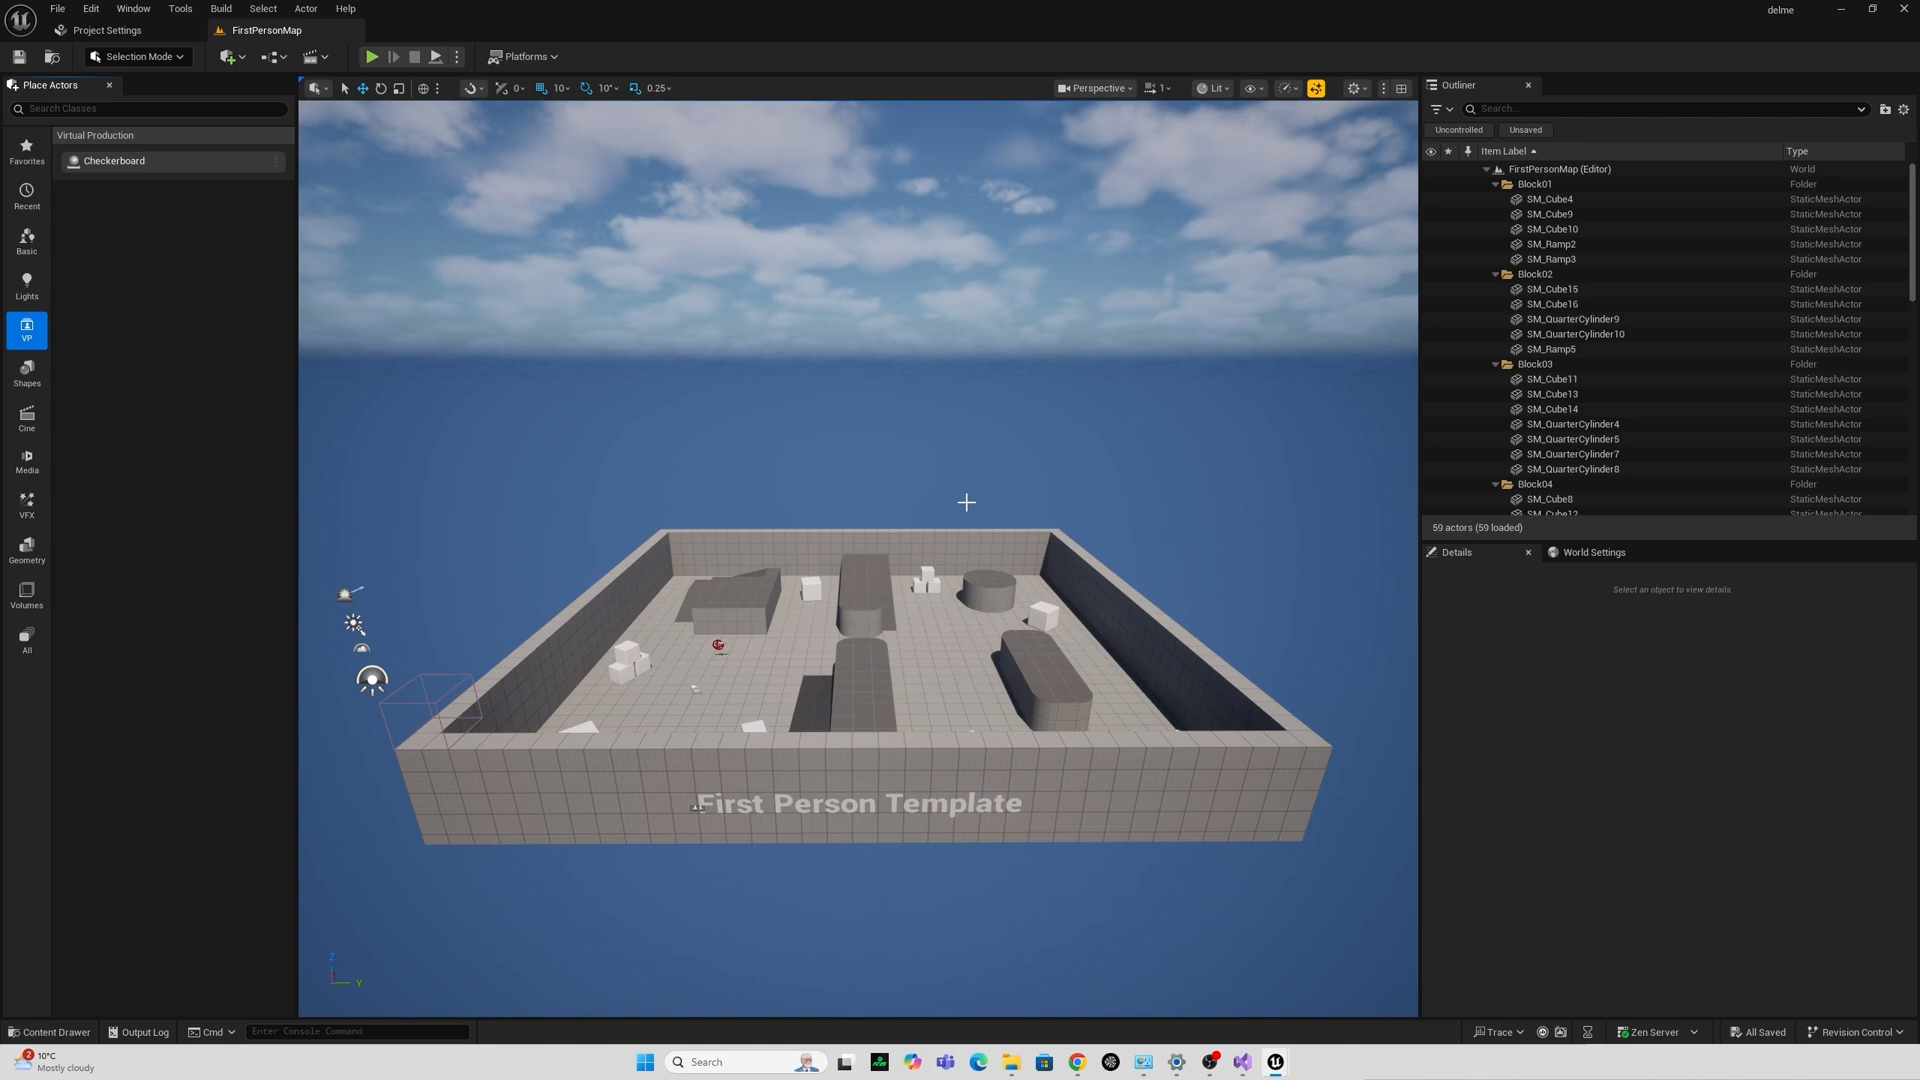 File Edit Window Tools Build Select Actor Help
delme
Project Settings
FirstPersonMap
Selection Mode
Platforms
Place Actors
Search Classes
Virtual Production
Checkerboard
Favorites
Recent
Basic
Lights
VP
Shapes
Cine
Media
VFX
Geometry
Volumes
All
0 10 10° 0.25
Perspective 1 Lit
First Person Template
Z
Y
Outliner
Search...
Uncontrolled Unsaved
Item Label Type
FirstPersonMap (Editor) World
Block01 Folder
SM_Cube4 StaticMeshActor
SM_Cube9 StaticMeshActor
SM_Cube10 StaticMeshActor
SM_Ramp2 StaticMeshActor
SM_Ramp3 StaticMeshActor
Block02 Folder
SM_Cube15 StaticMeshActor
SM_Cube16 StaticMeshActor
SM_QuarterCylinder9 StaticMeshActor
SM_QuarterCylinder10 StaticMeshActor
SM_Ramp5 StaticMeshActor
Block03 Folder
SM_Cube11 StaticMeshActor
SM_Cube13 StaticMeshActor
SM_Cube14 StaticMeshActor
SM_QuarterCylinder4 StaticMeshActor
SM_QuarterCylinder5 StaticMeshActor
SM_QuarterCylinder7 StaticMeshActor
SM_QuarterCylinder8 StaticMeshActor
Block04 Folder
SM_Cube8 StaticMeshActor
SM_Cube12 StaticMeshActor
59 actors (59 loaded)
Details
World Settings
Select an object to view details.
Content Drawer
Output Log
Cmd
Enter Console Command
Trace
Zen Server
All Saved
Revision Control
2
10°C
Mostly cloudy
Search